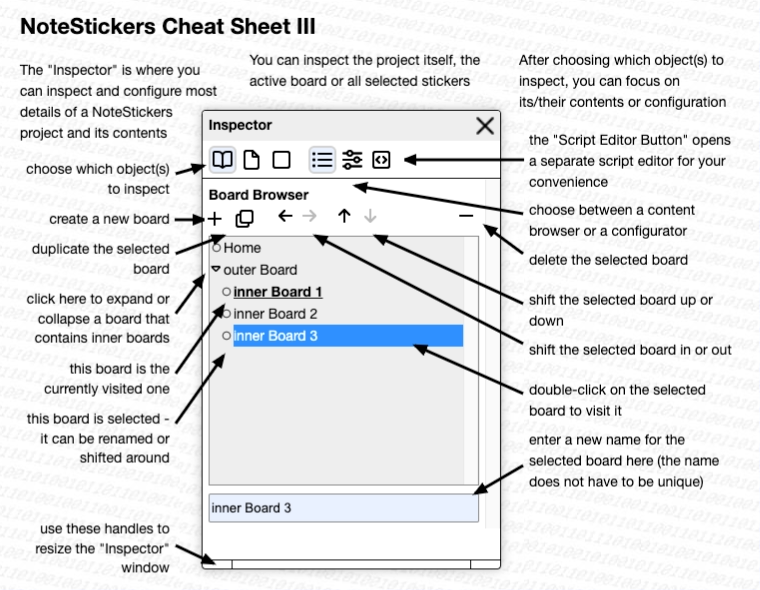 NoteStickers Cheat Sheet III
The "Inspector" is where you
can inspect and configure most
details of a NoteStickers
project and its contents
You can inspect the project itself, the
active board or all selected stickers
After choosing which object(s) to
inspect, you can focus on
its/their contents or configuration
Inspector
choose which object(s)
to inspect
the "Script Editor Button" opens
a separate script editor for your
convenience
Board Browser
create a new board
choose between a content
browser or a configurator
duplicate the selected
board
delete the selected board
Home
outer Board
inner Board 1
inner Board 2
inner Board 3
click here to expand or
collapse a board that
contains inner boards
shift the selected board up or
down
shift the selected board in or out
this board is the
currently visited one
double-click on the selected
board to visit it
this board is selected -
it can be renamed or
shifted around
enter a new name for the
selected board here (the name
does not have to be unique)
inner Board 3
use these handles to
resize the "Inspector"
window